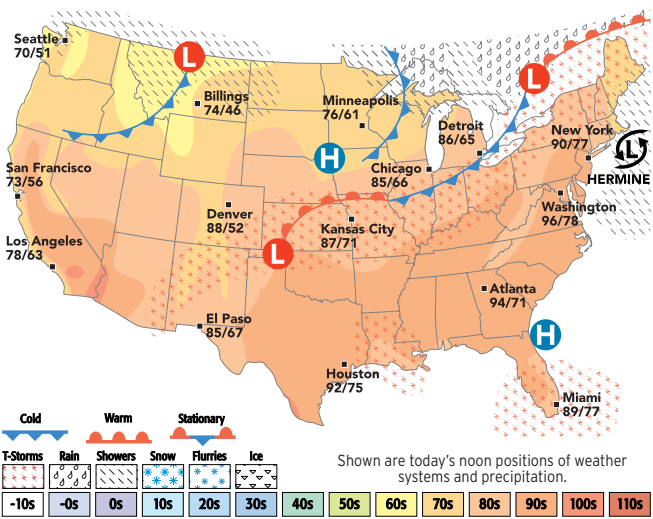 Seattle
70/51
L
Billings
74/46
Minneapolis
76/61
L
Detroit
86/65
New York
90/77
L
HERMINE
H
Chicago
85/66
San Francisco
73/56
Washington
96/78
Denver
88/52
Kansas City
87/71
Los Angeles
78/63
L
Atlanta
94/71
El Paso
85/67
H
Houston
92/75
Miami
89/77
Cold Warm Stationary
T-Storms Rain Showers Snow Flurries Ice
Shown are today's noon positions of weather
systems and precipitation.
-10s -0s 0s 10s 20s 30s 40s 50s 60s 70s 80s 90s 100s 110s